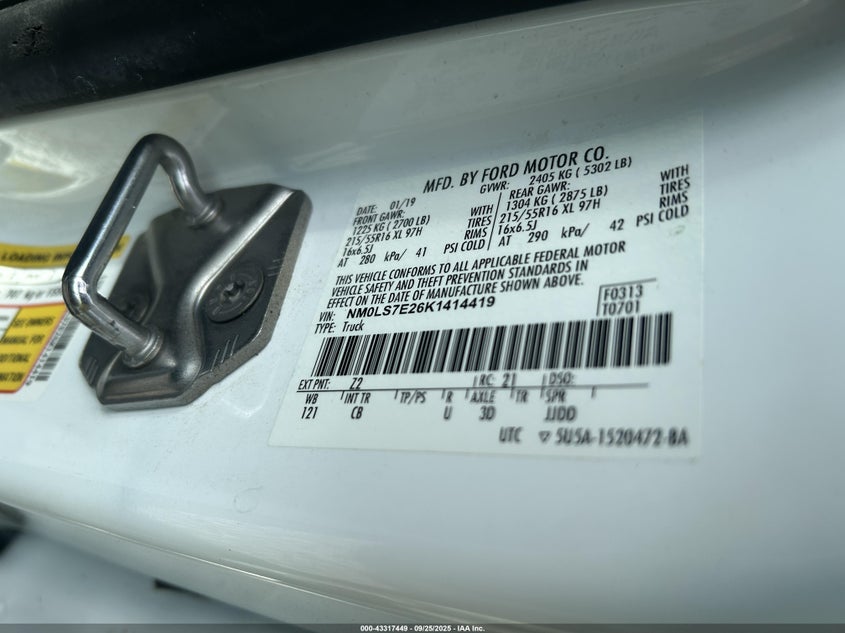 MFD. BY FORD MOTOR CO.
DATE: 01/19 GVWR: 2405 KG ( 5302 LB)
FRONT GAWR: REAR GAWR:
1225 KG ( 2700 LB) WITH 1304 KG ( 2875 LB) WITH
215/55R16 XL 97H TIRES 215/55R16 XL 97H TIRES
16x6.5J RIMS 16x6.5J RIMS
AT 280 kPa/ 41 PSI COLD AT 290 kPa/ 42 PSI COLD
THIS VEHICLE CONFORMS TO ALL APPLICABLE FEDERAL MOTOR
VEHICLE SAFETY AND THEFT PREVENTION STANDARDS IN
EFFECT ON THE DATE OF MANUFACTURE SHOWN ABOVE.
VIN: NM0LS7E26K1414419 F0313
TYPE: Truck T0701
EXT PNT: Z2 RC: 21 DSO:
WB INT TR TP/PS R AXLE TR SPR
121 CB U 3D JJDD
UTC 5U5A-1520472-BA
LOADING
SEE OWNERS
MANUAL FOR
000-43317449 - 09/25/2025 - IAA Inc.